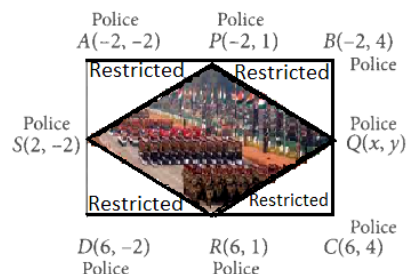 Police
A(-2, -2)
Police
P(-2, 1)
B(-2, 4)
Police
Restricted
Restricted
Police
S(2, -2)
Police
Q(x, y)
Restricted
Restricted
D(6, -2)
Police
R(6, 1)
Police
Police
C(6, 4)